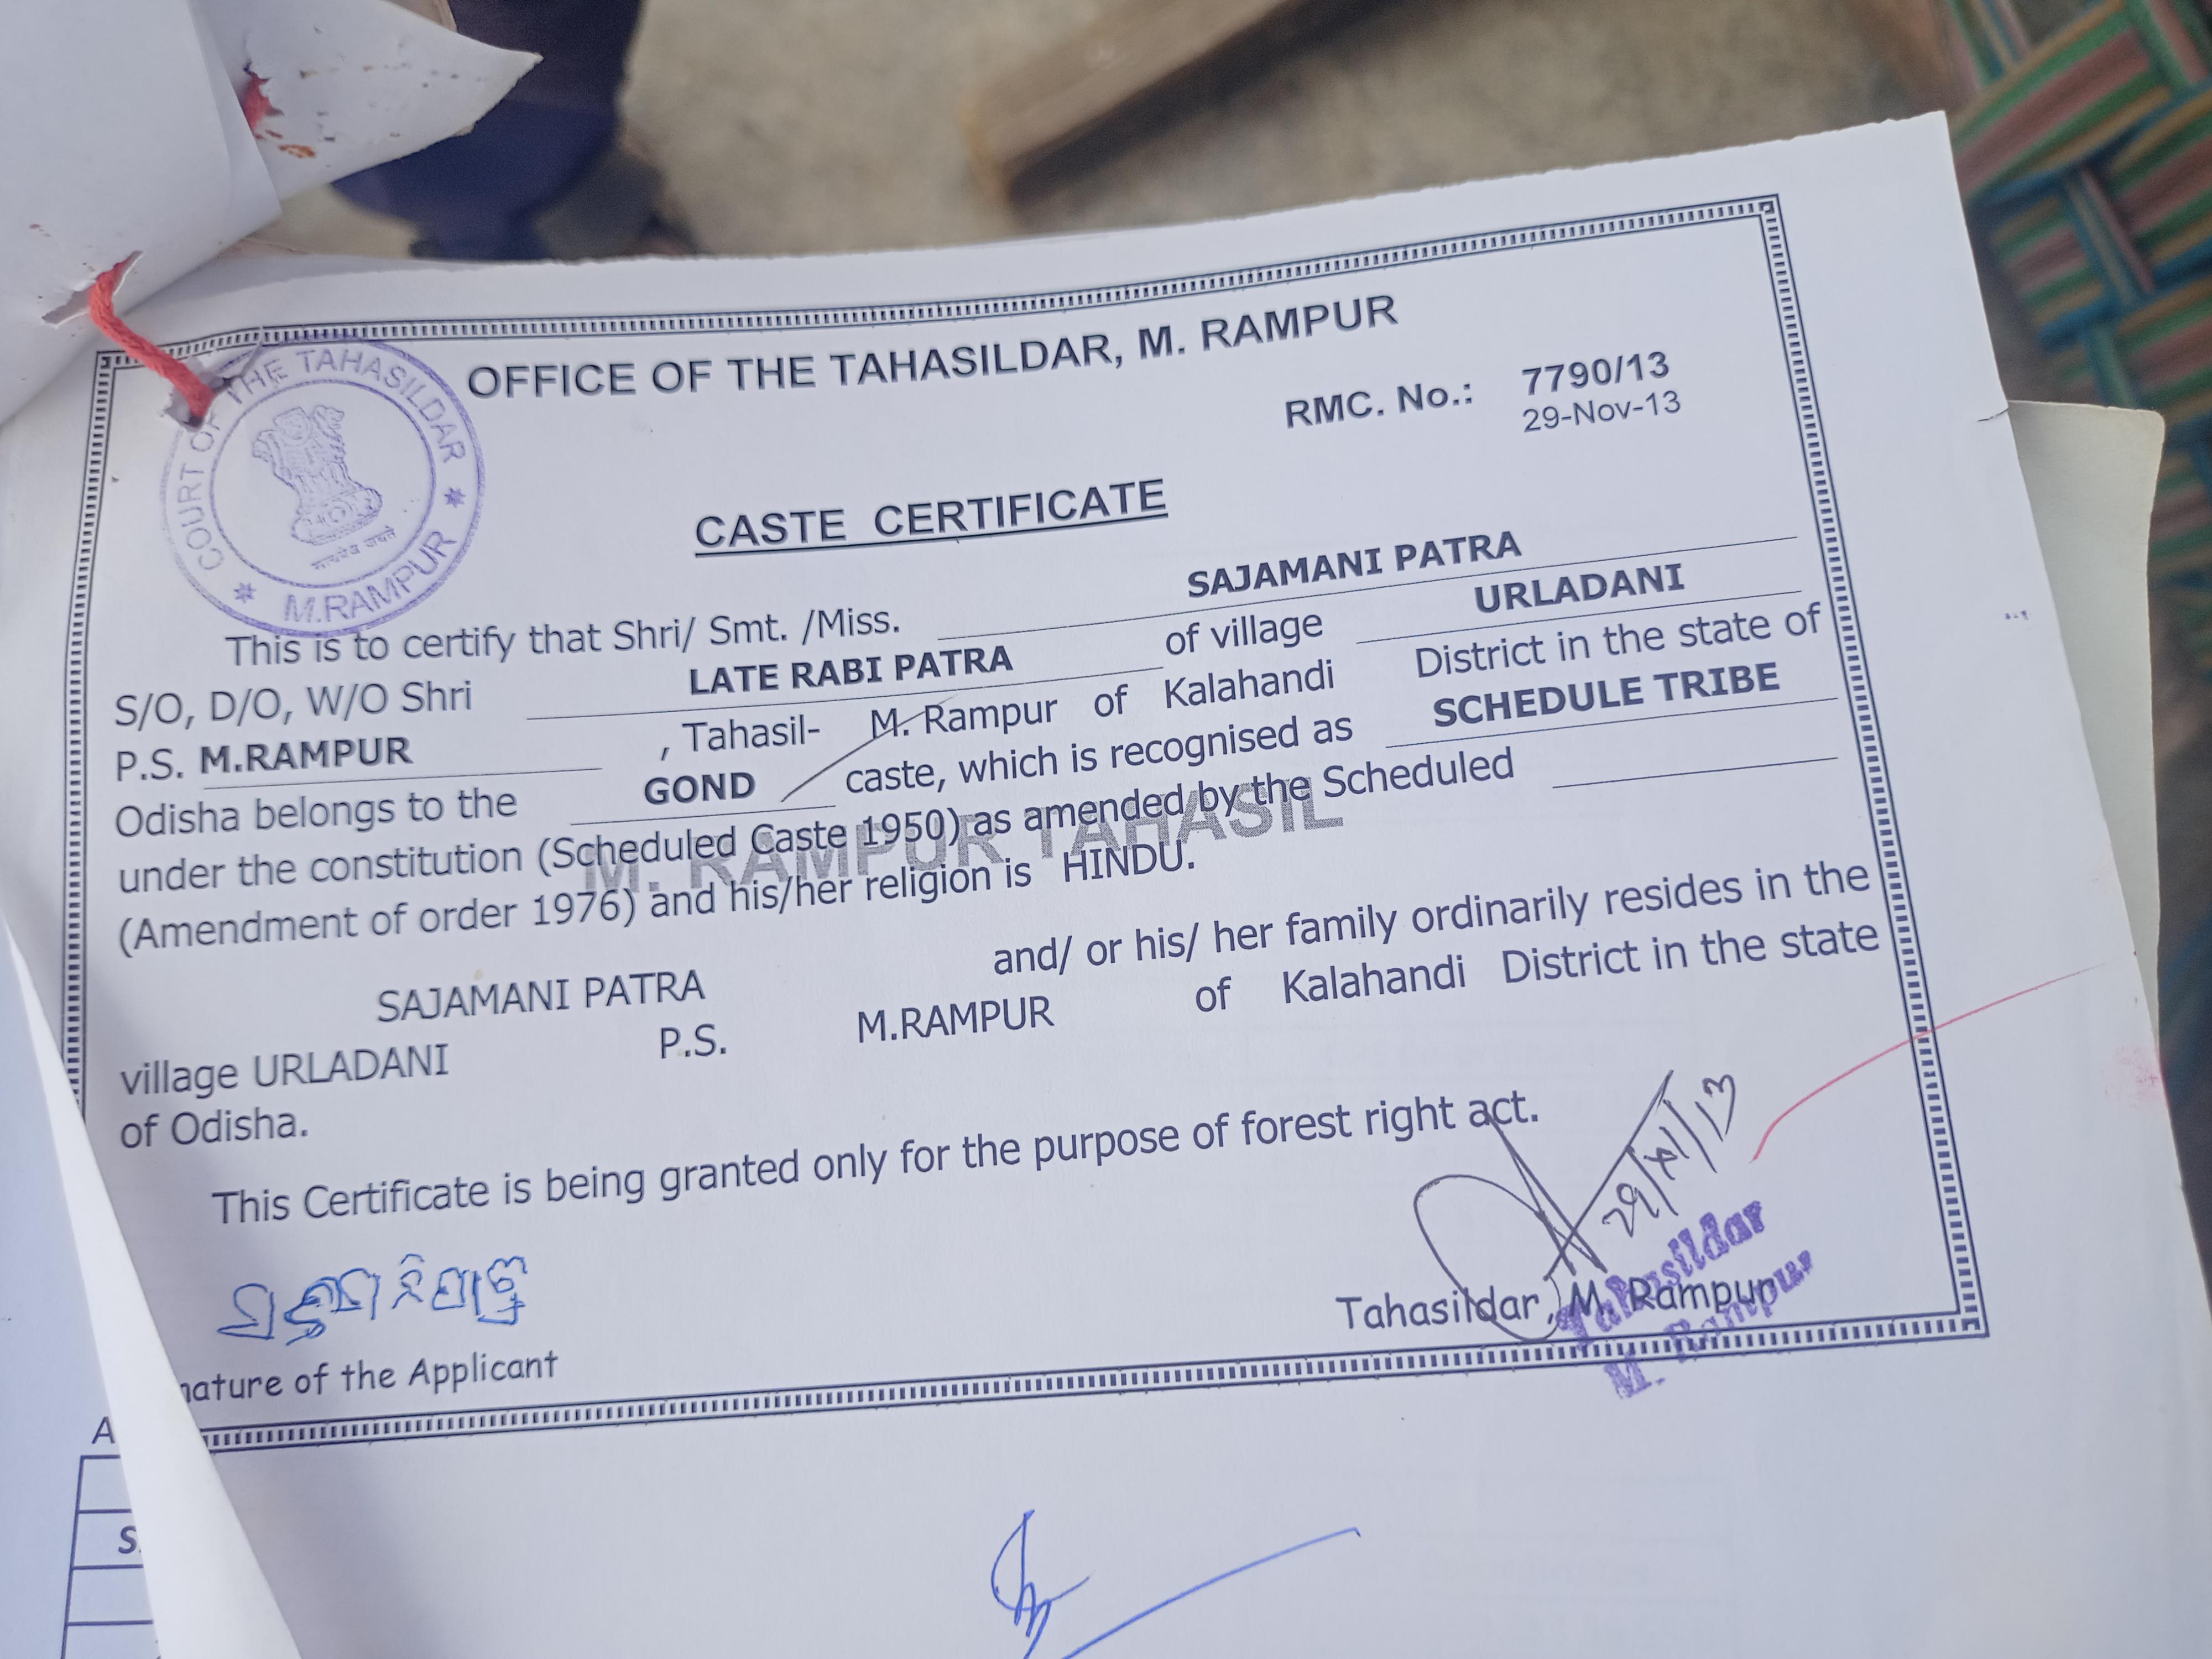 OFFICE OF THE TAHASILDAR, M. RAMPUR
COURT OF THE TAHASILDAR
M.RAMPUR
सत्यमेव जयते
RMC. No.: 7790/13
29-Nov-13
CASTE CERTIFICATE
This is to certify that Shri/ Smt. /Miss. SAJAMANI PATRA
S/O, D/O, W/O Shri LATE RABI PATRA of village URLADANI
P.S. M.RAMPUR , Tahasil- M. Rampur of Kalahandi District in the state of
Odisha belongs to the GOND caste, which is recognised as SCHEDULE TRIBE
under the constitution (Scheduled Caste 1950) as amended by the Scheduled
(Amendment of order 1976) and his/her religion is HINDU.
M. RAMPUR TAHASIL
SAJAMANI PATRA and/ or his/ her family ordinarily resides in the
village URLADANI P.S. M.RAMPUR of Kalahandi District in the state
of Odisha.
This Certificate is being granted only for the purpose of forest right act.
29/XI/13
Tahasildar, M. Rampur
Tahasildar
M. Rampur
nature of the Applicant
A
S.